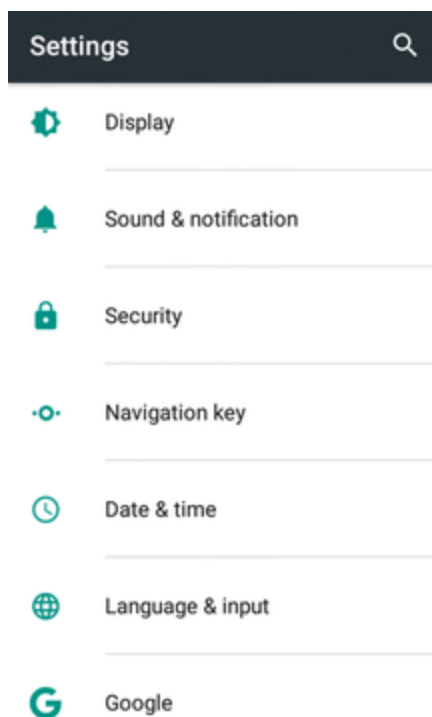 Settings
Display
Sound & notification
Security
Navigation key
Date & time
Language & input
Google